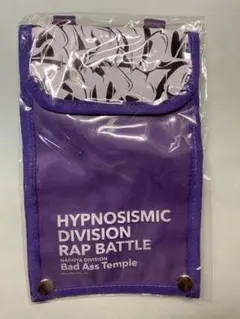 HYPNOSISMIC
DIVISION
RAP BATTLE
NAGOYA DIVISION
Bad Ass Temple